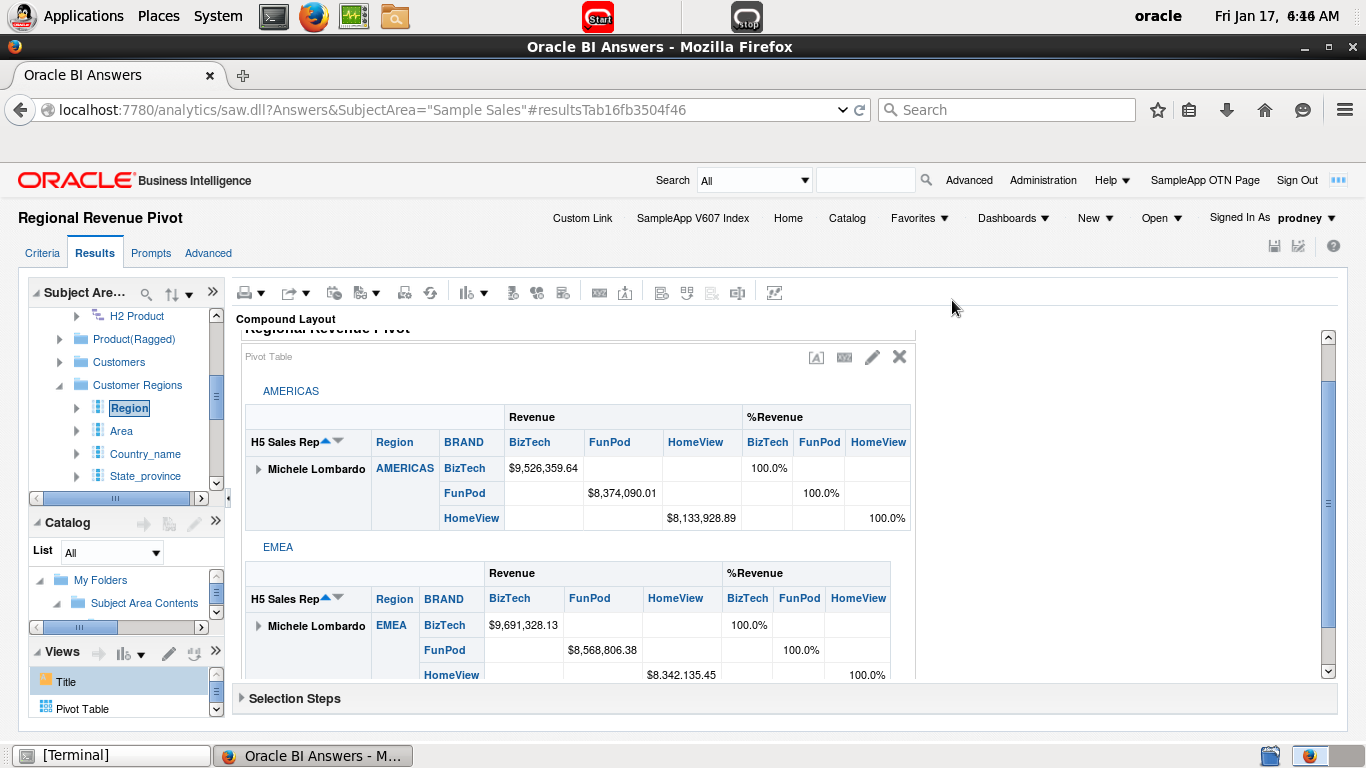 Applications Places System Start stop oracle Fri Jan 17, AM
Oracle BI Answers - Mozilla Firefox
Oracle BI Answers
localhost:7780/analytics/saw.dll?Answers&SubjectArea="Sample Sales"#resultsTab16fb3504f46 Search
ORACLE Business Intelligence Search All Advanced Administration Help SampleApp OTN Page Sign Out
Regional Revenue Pivot Custom Link SampleApp V607 Index Home Catalog Favorites Dashboards New Open Signed In As prodney
Criteria Results Prompts Advanced
Subject Are...
H2 Product
Product(Ragged)
Customers
Customer Regions
Region
Area
Country_name
State_province
Catalog
List All
My Folders
Subject Area Contents
Views
Title
Pivot Table
Compound Layout
Regional Revenue Pivot
Pivot Table
AMERICAS
Revenue %Revenue
H5 Sales Rep Region BRAND BizTech FunPod HomeView BizTech FunPod HomeView
Michele Lombardo AMERICAS BizTech $9,526,359.64 100.0%
FunPod $8,374,090.01 100.0%
HomeView $8,133,928.89 100.0%
EMEA
Revenue %Revenue
H5 Sales Rep Region BRAND BizTech FunPod HomeView BizTech FunPod HomeView
Michele Lombardo EMEA BizTech $9,691,328.13 100.0%
FunPod $8,568,806.38 100.0%
HomeView $8,342,135.45 100.0%
Selection Steps
[Terminal] Oracle BI Answers - M...